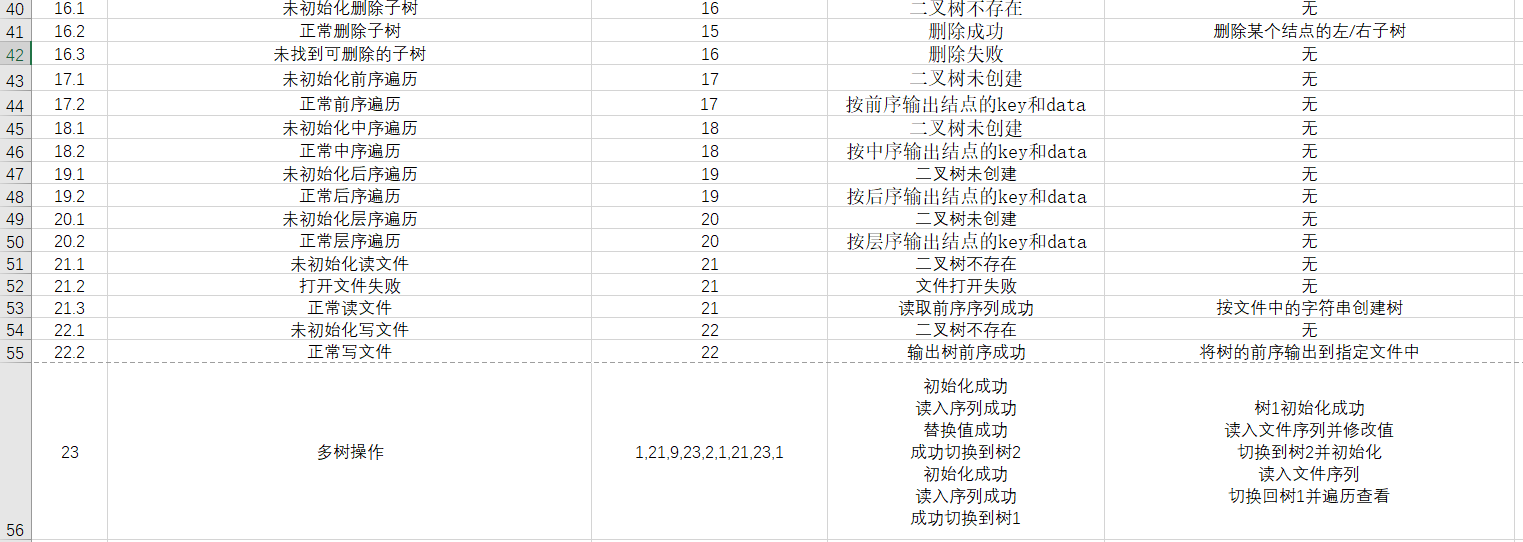 40 16.1 未初始化删除子树 16 二叉树不存在 无
41 16.2 正常删除子树 15 删除成功 删除某个结点的左/右子树
42 16.3 未找到可删除的子树 16 删除失败 无
43 17.1 未初始化前序遍历 17 二叉树未创建 无
44 17.2 正常前序遍历 17 按前序输出结点的key和data 无
45 18.1 未初始化中序遍历 18 二叉树未创建 无
46 18.2 正常中序遍历 18 按中序输出结点的key和data 无
47 19.1 未初始化后序遍历 19 二叉树未创建 无
48 19.2 正常后序遍历 19 按后序输出结点的key和data 无
49 20.1 未初始化层序遍历 20 二叉树未创建 无
50 20.2 正常层序遍历 20 按层序输出结点的key和data 无
51 21.1 未初始化读文件 21 二叉树不存在 无
52 21.2 打开文件失败 21 文件打开失败 无
53 21.3 正常读文件 21 读取前序序列成功 按文件中的字符串创建树
54 22.1 未初始化写文件 22 二叉树不存在 无
55 22.2 正常写文件 22 输出树前序成功 将树的前序输出到指定文件中
56 23 多树操作 1,21,9,23,2,1,21,23,1
初始化成功
读入序列成功
替换值成功
成功切换到树2
初始化成功
读入序列成功
成功切换到树1
树1初始化成功
读入文件序列并修改值
切换到树2并初始化
读入文件序列
切换回树1并遍历查看